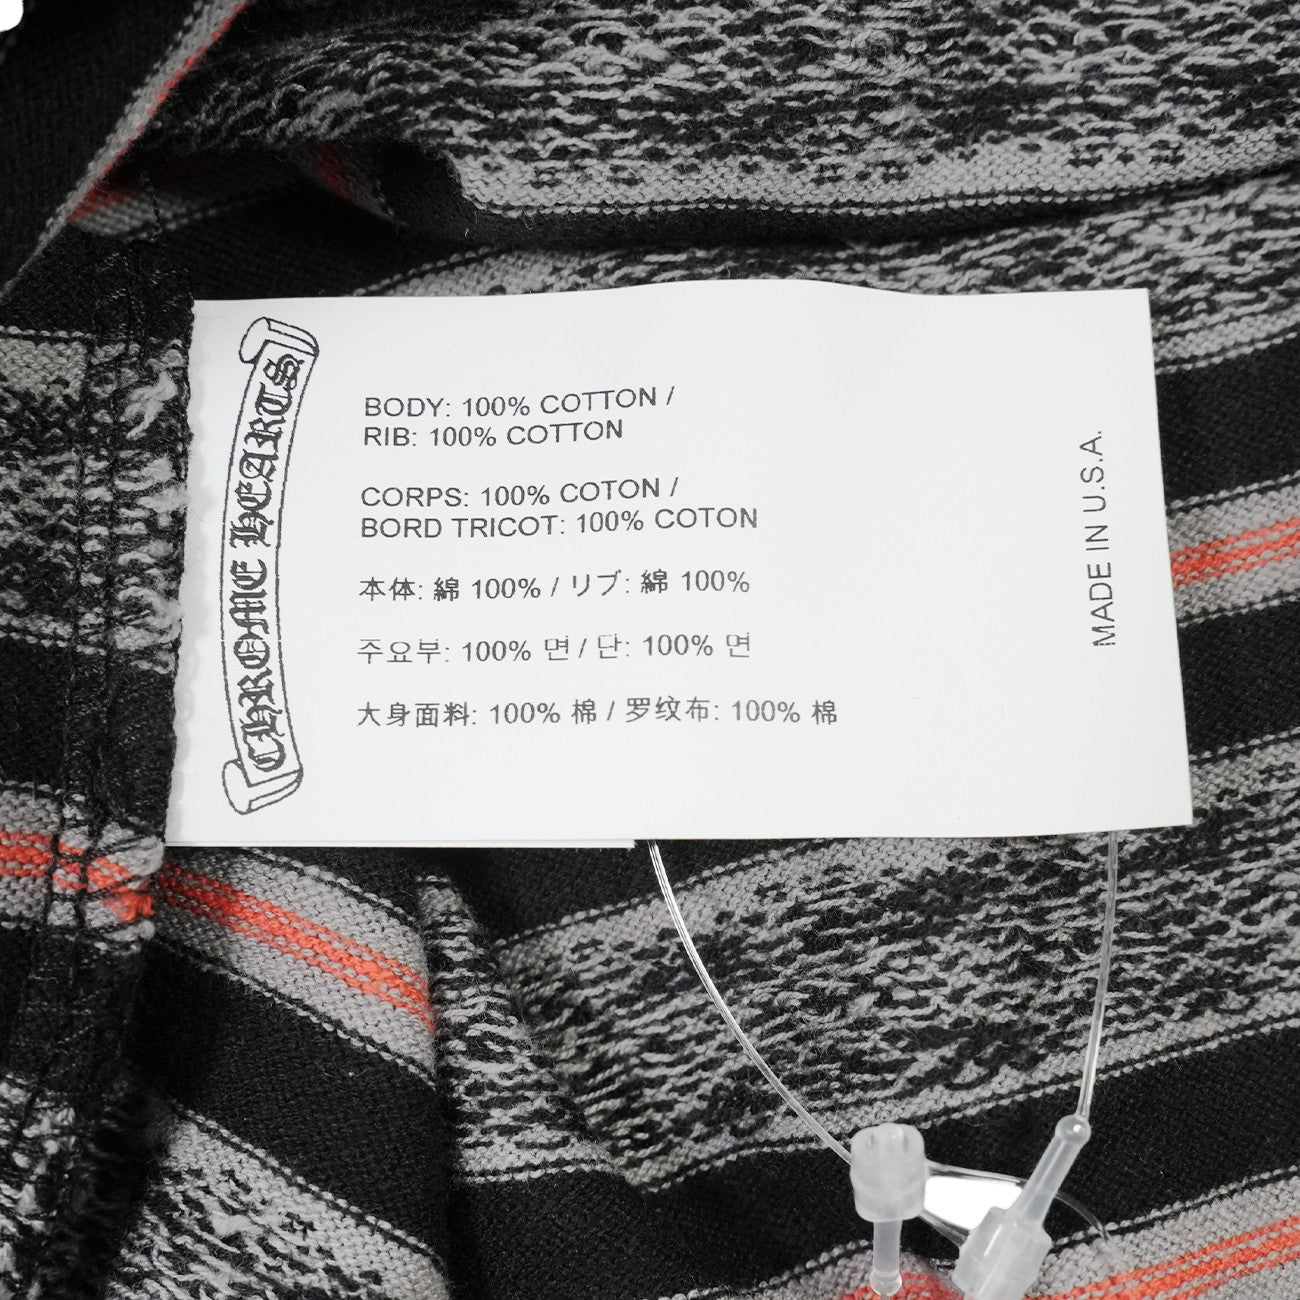 CHROME HEARTS
BODY: 100% COTTON /
RIB: 100% COTTON
CORPS: 100% COTON /
BORD TRICOT: 100% COTON
本体: 綿 100% / リブ: 綿 100%
주요부: 100% 면 / 단: 100% 면
大身面料: 100% 棉 / 罗纹布: 100% 棉
MADE IN U.S.A.